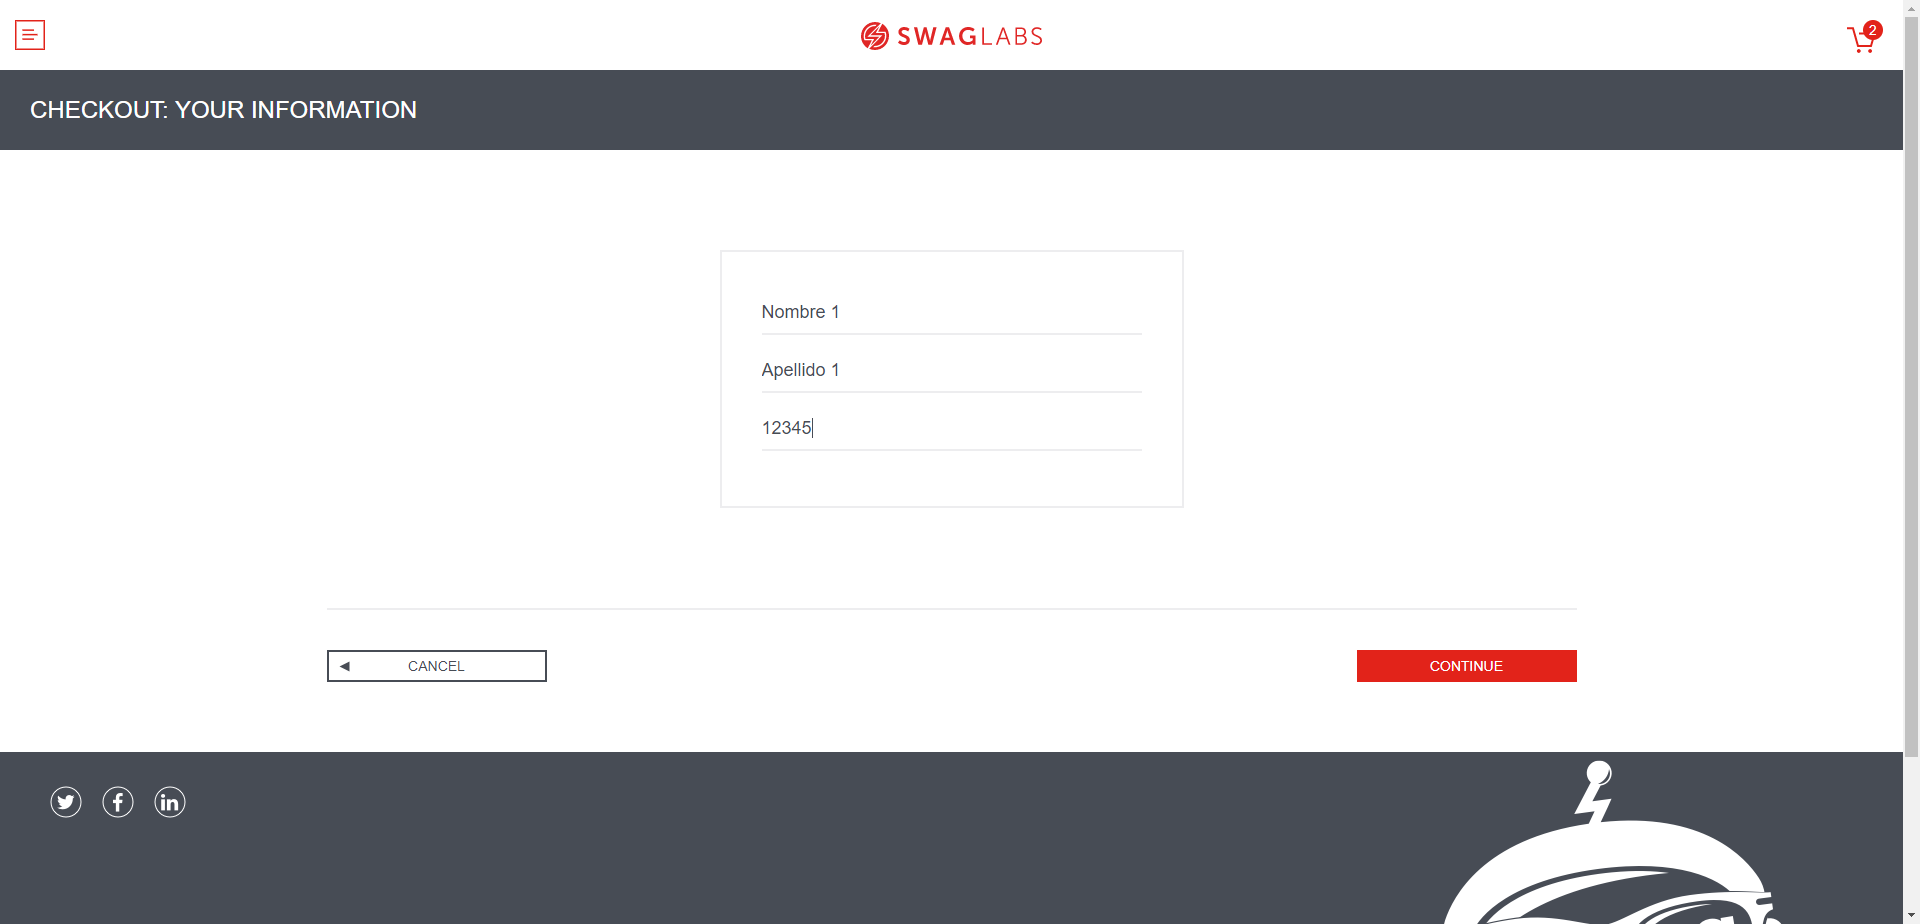 SWAGLABS
2
CHECKOUT: YOUR INFORMATION
Nombre 1
Apellido 1
12345
CANCEL
CONTINUE